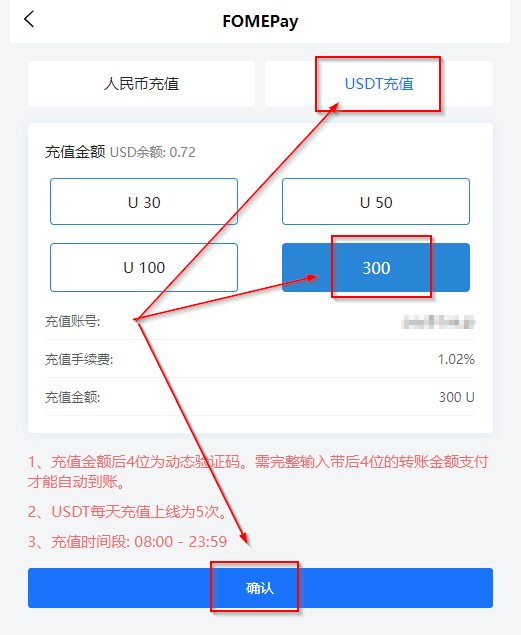 FOMEPay
人民币充值
USDT充值
充值金额 USD余额: 0.72
U 30
U 50
U 100
300
充值账号:
充值手续费:
1.02%
充值金额:
300 U
1、充值金额后4位为动态验证码。需完整输入带后4位的转账金额支付
才能自动到账。
2、USDT每天充值上线为5次。
3、充值时间段: 08:00 - 23:59
确认